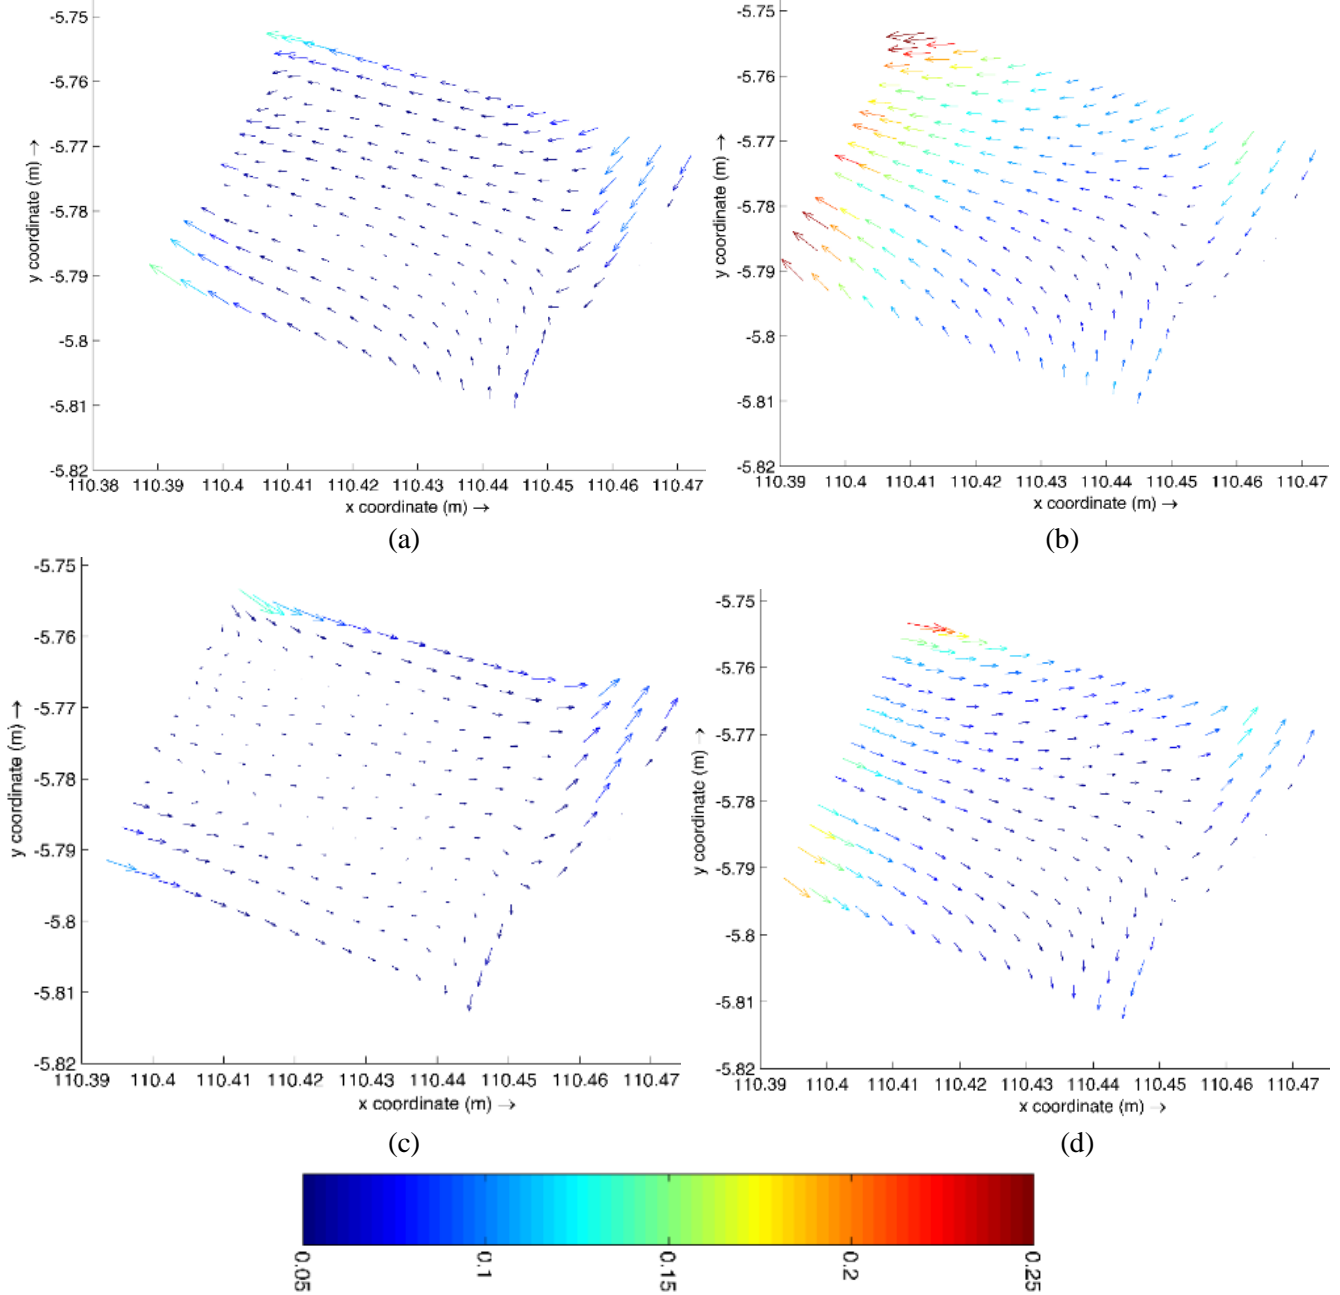 -5.75
-5.76
-5.77
-5.78
-5.79
-5.8
-5.81
-5.82
y coordinate (m) →
110.38 110.39 110.4 110.41 110.42 110.43 110.44 110.45 110.46 110.47
x coordinate (m) →
(a)
-5.75
-5.76
-5.77
-5.78
-5.79
-5.8
-5.81
-5.82
y coordinate (m) →
110.39 110.4 110.41 110.42 110.43 110.44 110.45 110.46 110.47
x coordinate (m) →
(b)
-5.75
-5.76
-5.77
-5.78
-5.79
-5.8
-5.81
-5.82
y coordinate (m) →
110.39 110.4 110.41 110.42 110.43 110.44 110.45 110.46 110.47
x coordinate (m) →
(c)
-5.75
-5.76
-5.77
-5.78
-5.79
-5.8
-5.81
-5.82
y coordinate (m) →
110.39 110.4 110.41 110.42 110.43 110.44 110.45 110.46 110.47
x coordinate (m) →
(d)
0.05 0.1 0.15 0.2 0.25